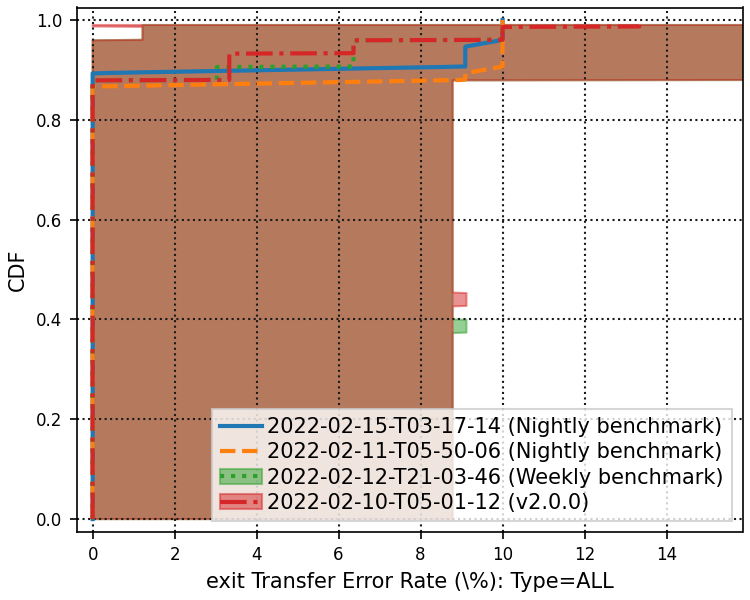 1.0
0.8
0.6
0.4
0.2
0.0
CDF
2022-02-15-T03-17-14 (Nightly benchmark)
2022-02-11-T05-50-06 (Nightly benchmark)
2022-02-12-T21-03-46 (Weekly benchmark)
2022-02-10-T05-01-12 (v2.0.0)
0 2 4 6 8 10 12 14
exit Transfer Error Rate (\%): Type=ALL